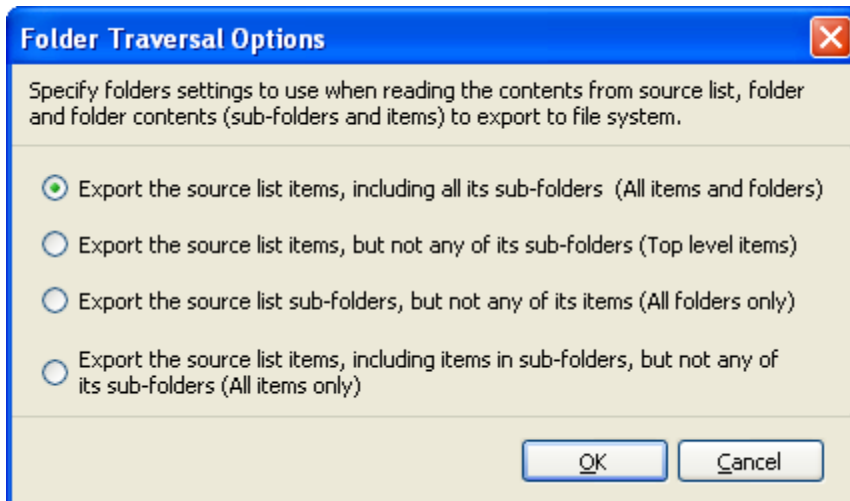 Folder Traversal Options
Specify folders settings to use when reading the contents from source list, folder
and folder contents (sub-folders and items) to export to file system.
Export the source list items, including all its sub-folders (All items and folders)
Export the source list items, but not any of its sub-folders (Top level items)
Export the source list sub-folders, but not any of its items (All folders only)
Export the source list items, including items in sub-folders, but not any of
its sub-folders (All items only)
OK Cancel